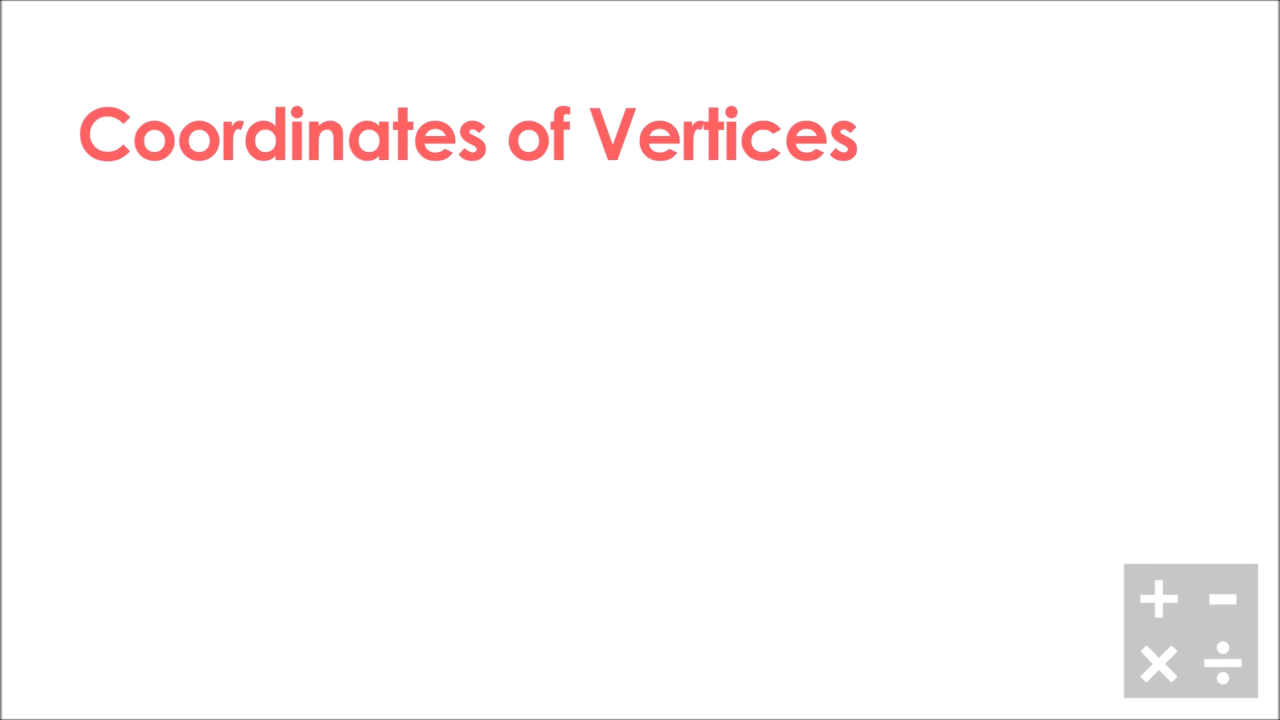 Coordinates of Vertices
+ -
× ÷